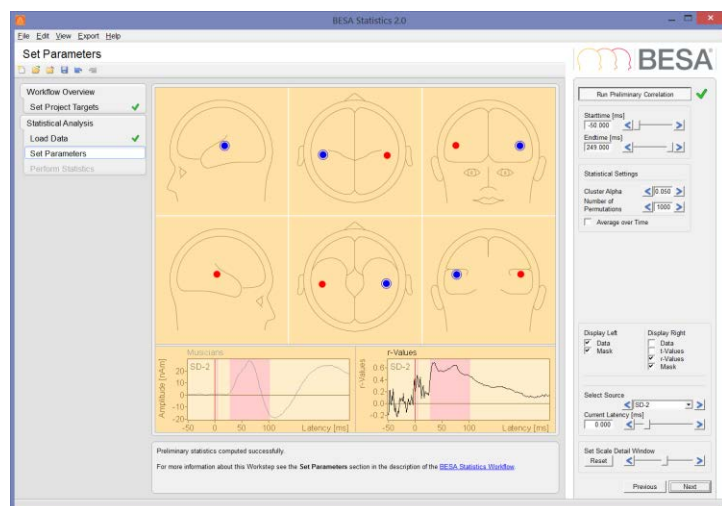 BESA Statistics 2.0
File Edit View Export Help
Set Parameters
BESA
Workflow Overview
Set Project Targets
Statistical Analysis
Load Data
Set Parameters
Perform Statistics
Musicians
SD-2
Amplitude [nAm]
20
10
0
-10
-20
-50 0 50 100 Latency [ms]
r-Values
SD-2
r-Values
0.6
0.4
0.2
0.0
-0.2
-50 0 50 100 Latency [ms]
Preliminary statistics computed successfully.
For more information about this Workstep see the Set Parameters section in the description of the BESA Statistics Workflow.
Run Preliminary Correlation
Starttime [ms]
-50.000
Endtime [ms]
249.000
Statistical Settings
Cluster Alpha 0.050
Number of
Permutations 1000
Average over Time
Display Left Display Right
Data Data
Mask t-Values
r-Values
Mask
Select Source
SD-2
Current Latency [ms]
0.000
Set Scale Detail Window
Reset
Previous Next